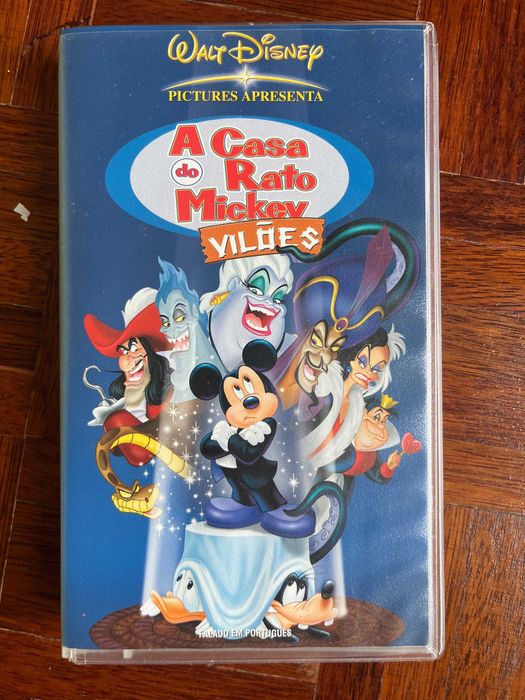 WALT DISNEY
PICTURES APRESENTA
A Casa
do Rato
Mickey
VILÕES
FALADO EM PORTUGUÊS